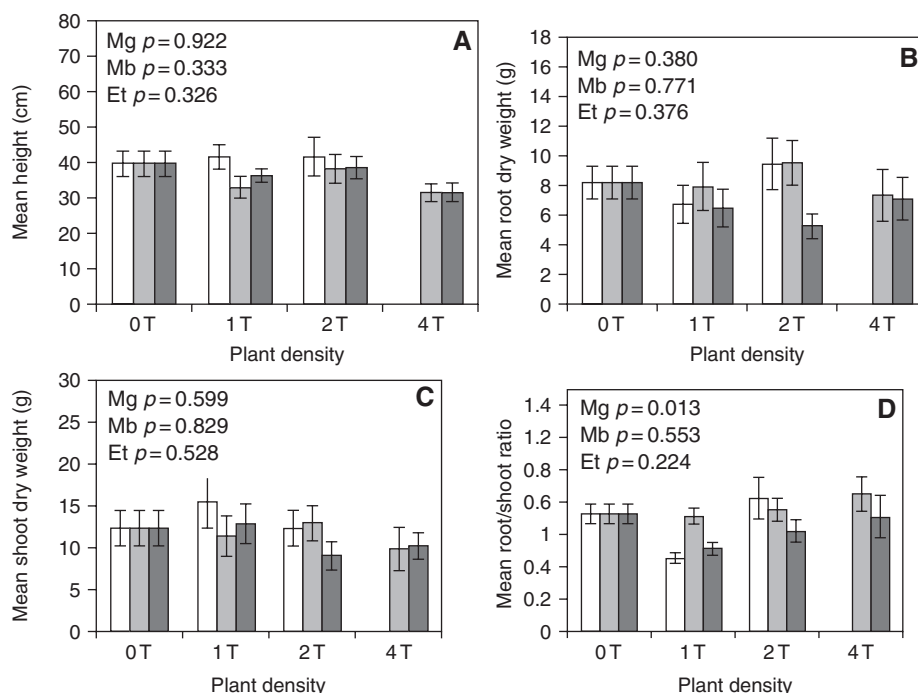 80
70
60
50
40
30
20
10
0
Mean height (cm)
Mg p=0.922
Mb p=0.333
Et p=0.326
A
0 T 1 T 2 T 4 T
Plant density
18
16
14
12
10
8
6
4
2
0
Mean root dry weight (g)
Mg p=0.380
Mb p=0.771
Et p=0.376
B
0 T 1 T 2 T 4 T
Plant density
30
25
20
15
10
5
0
Mean shoot dry weight (g)
Mg p=0.599
Mb p=0.829
Et p=0.528
C
0 T 1 T 2 T 4 T
Plant density
1.4
1.2
0.8
0.6
1
0.4
0.2
0
Mean root/shoot ratio
Mg p=0.013
Mb p=0.553
Et p=0.224
D
0 T 1 T 2 T 4 T
Plant density